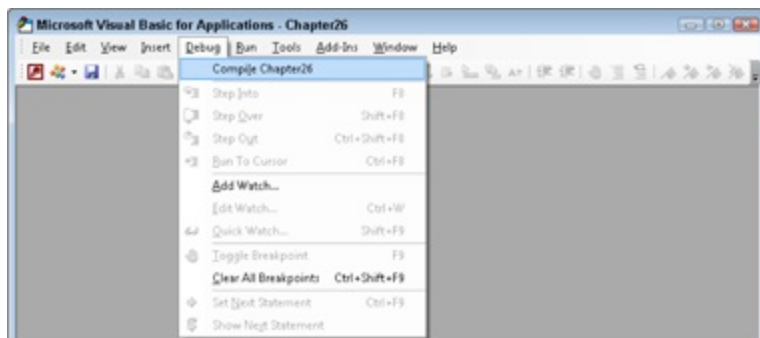 Microsoft Visual Basic for Applications - Chapter26
File Edit View Insert Debug Run Tools Add-Ins Window Help
Compile Chapter26
Step Into F8
Step Over Shift+F8
Step Out Ctrl+Shift+F8
Run To Cursor Ctrl+F8
Add Watch...
Edit Watch... Ctrl+W
Quick Watch... Shift+F9
Toggle Breakpoint F9
Clear All Breakpoints Ctrl+Shift+F9
Set Next Statement Ctrl+F9
Show Next Statement